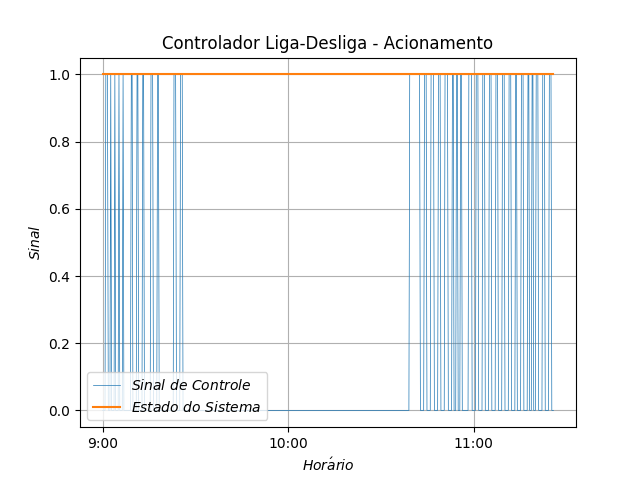 Controlador Liga-Desliga - Acionamento
1.0
0.8
0.6
0.4
0.2
0.0
Sinal
Sinal de Controle
Estado do Sistema
9:00
10:00
11:00
Horário